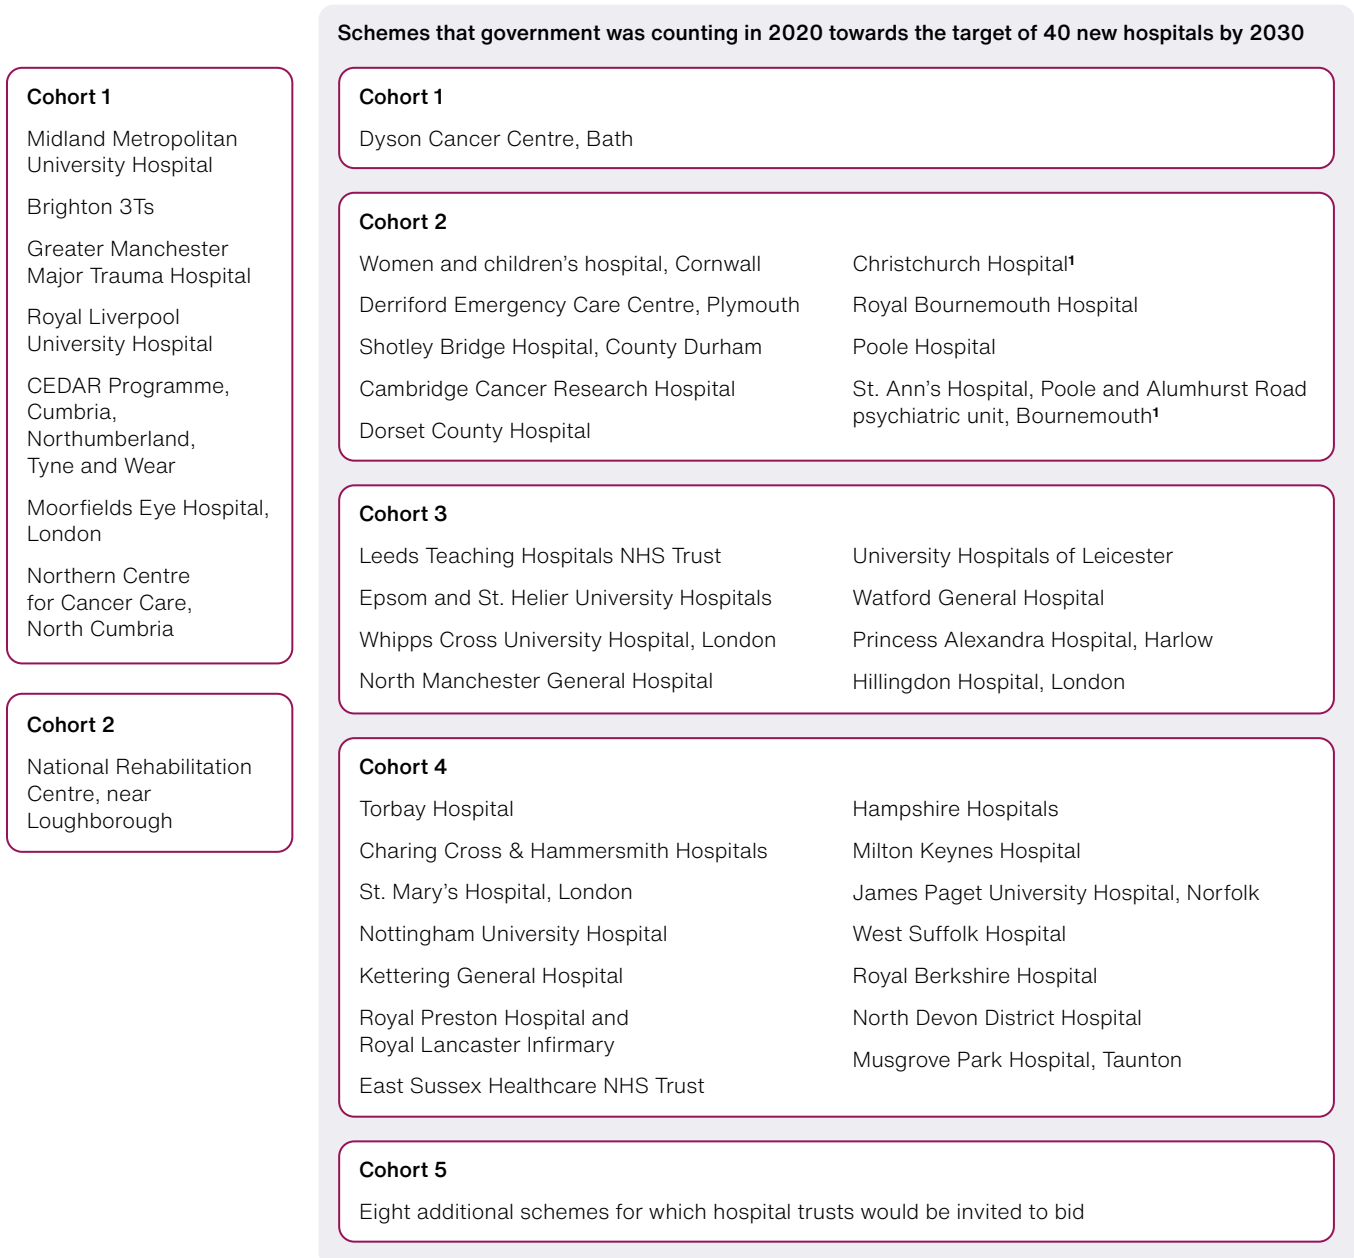 Schemes that government was counting in 2020 towards the target of 40 new hospitals by 2030
Cohort 1
Midland Metropolitan
University Hospital
Brighton 3Ts
Greater Manchester
Major Trauma Hospital
Royal Liverpool
University Hospital
CEDAR Programme,
Cumbria,
Northumberland,
Tyne and Wear
Moorfields Eye Hospital,
London
Northern Centre
for Cancer Care,
North Cumbria
Cohort 2
National Rehabilitation
Centre, near
Loughborough
Cohort 1
Dyson Cancer Centre, Bath
Cohort 2
Women and children’s hospital, Cornwall
Derriford Emergency Care Centre, Plymouth
Shotley Bridge Hospital, County Durham
Cambridge Cancer Research Hospital
Dorset County Hospital
Christchurch Hospital¹
Royal Bournemouth Hospital
Poole Hospital
St. Ann’s Hospital, Poole and Alumhurst Road
psychiatric unit, Bournemouth¹
Cohort 3
Leeds Teaching Hospitals NHS Trust
Epsom and St. Helier University Hospitals
Whipps Cross University Hospital, London
North Manchester General Hospital
University Hospitals of Leicester
Watford General Hospital
Princess Alexandra Hospital, Harlow
Hillingdon Hospital, London
Cohort 4
Torbay Hospital
Charing Cross & Hammersmith Hospitals
St. Mary’s Hospital, London
Nottingham University Hospital
Kettering General Hospital
Royal Preston Hospital and
Royal Lancaster Infirmary
East Sussex Healthcare NHS Trust
Hampshire Hospitals
Milton Keynes Hospital
James Paget University Hospital, Norfolk
West Suffolk Hospital
Royal Berkshire Hospital
North Devon District Hospital
Musgrove Park Hospital, Taunton
Cohort 5
Eight additional schemes for which hospital trusts would be invited to bid